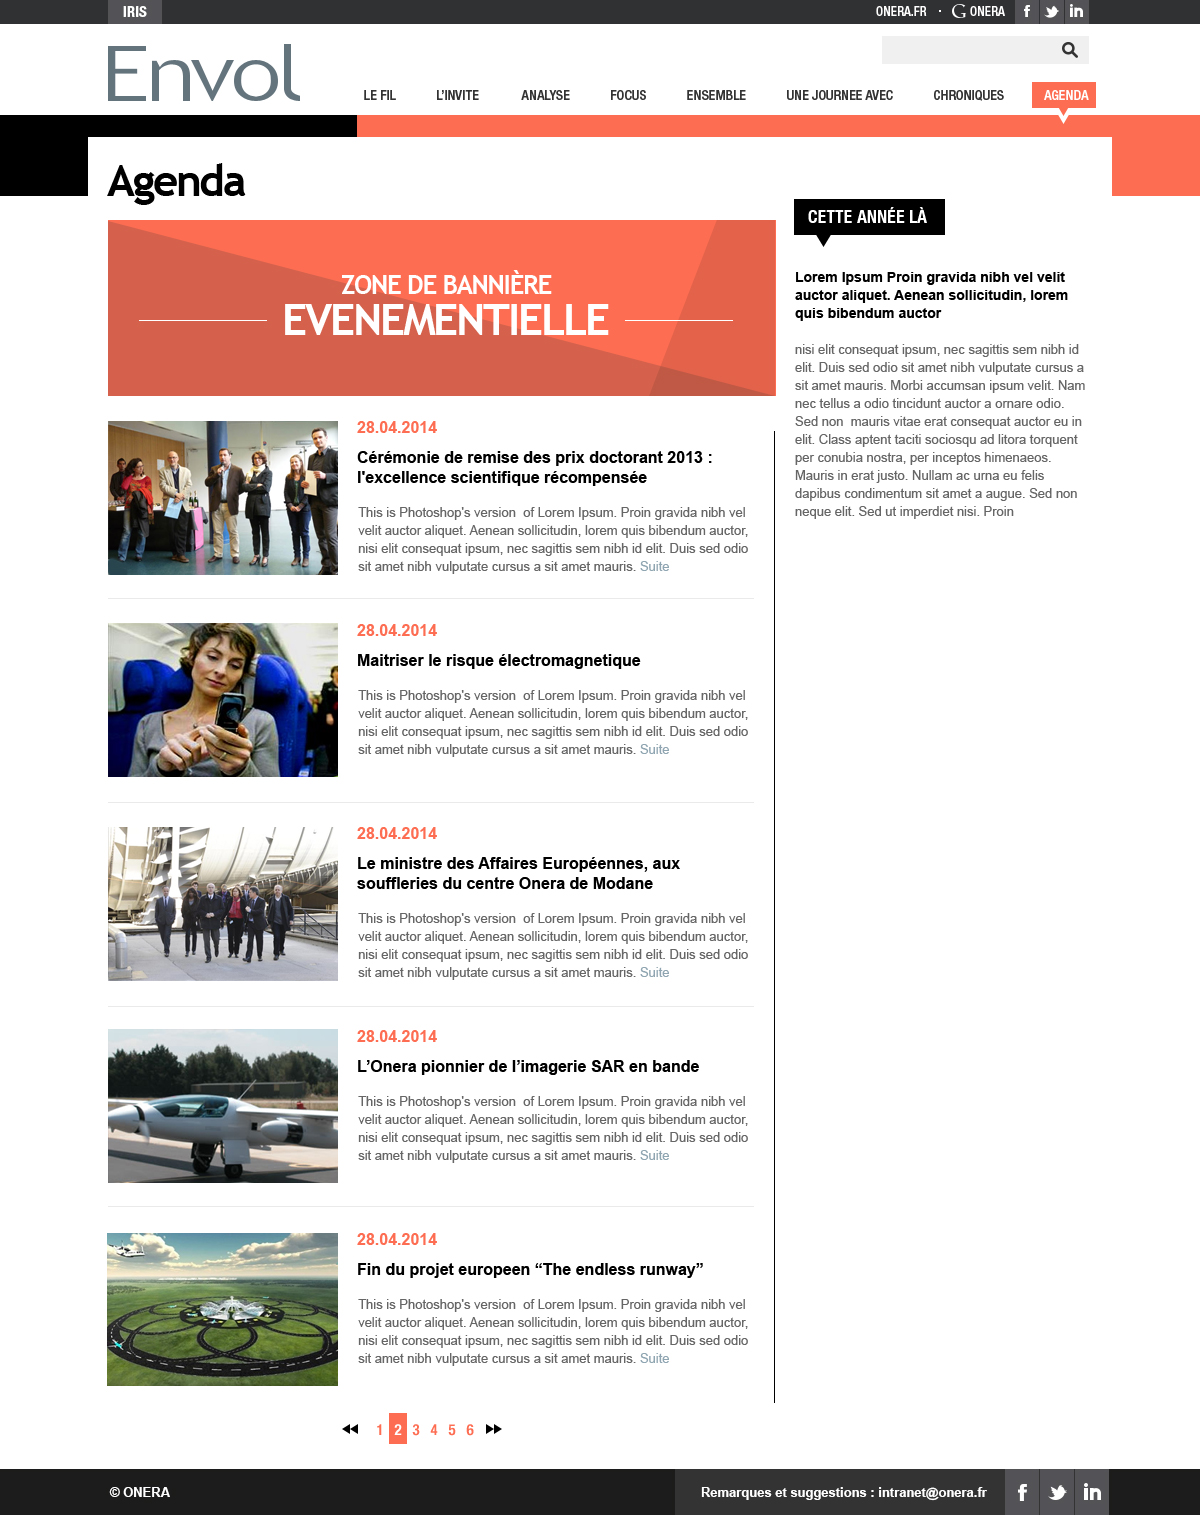 IRIS
ONERA.FR · G ONERA f in
Envol
LE FIL L'INVITE ANALYSE FOCUS ENSEMBLE UNE JOURNEE AVEC CHRONIQUES AGENDA
Agenda
ZONE DE BANNIÈRE
EVENEMENTIELLE
28.04.2014
Cérémonie de remise des prix doctorant 2013 :
l'excellence scientifique récompensée
This is Photoshop's version  of Lorem Ipsum. Proin gravida nibh vel
velit auctor aliquet. Aenean sollicitudin, lorem quis bibendum auctor,
nisi elit consequat ipsum, nec sagittis sem nibh id elit. Duis sed odio
sit amet nibh vulputate cursus a sit amet mauris. Suite
28.04.2014
Maitriser le risque électromagnetique
This is Photoshop's version  of Lorem Ipsum. Proin gravida nibh vel
velit auctor aliquet. Aenean sollicitudin, lorem quis bibendum auctor,
nisi elit consequat ipsum, nec sagittis sem nibh id elit. Duis sed odio
sit amet nibh vulputate cursus a sit amet mauris. Suite
28.04.2014
Le ministre des Affaires Européennes, aux
souffleries du centre Onera de Modane
This is Photoshop's version  of Lorem Ipsum. Proin gravida nibh vel
velit auctor aliquet. Aenean sollicitudin, lorem quis bibendum auctor,
nisi elit consequat ipsum, nec sagittis sem nibh id elit. Duis sed odio
sit amet nibh vulputate cursus a sit amet mauris. Suite
28.04.2014
L’Onera pionnier de l’imagerie SAR en bande
This is Photoshop's version  of Lorem Ipsum. Proin gravida nibh vel
velit auctor aliquet. Aenean sollicitudin, lorem quis bibendum auctor,
nisi elit consequat ipsum, nec sagittis sem nibh id elit. Duis sed odio
sit amet nibh vulputate cursus a sit amet mauris. Suite
28.04.2014
Fin du projet europeen “The endless runway”
This is Photoshop's version  of Lorem Ipsum. Proin gravida nibh vel
velit auctor aliquet. Aenean sollicitudin, lorem quis bibendum auctor,
nisi elit consequat ipsum, nec sagittis sem nibh id elit. Duis sed odio
sit amet nibh vulputate cursus a sit amet mauris. Suite
1 2 3 4 5 6
CETTE ANNÉE LÀ
Lorem Ipsum Proin gravida nibh vel velit
auctor aliquet. Aenean sollicitudin, lorem
quis bibendum auctor
nisi elit consequat ipsum, nec sagittis sem nibh id
elit. Duis sed odio sit amet nibh vulputate cursus a
sit amet mauris. Morbi accumsan ipsum velit. Nam
nec tellus a odio tincidunt auctor a ornare odio.
Sed non  mauris vitae erat consequat auctor eu in
elit. Class aptent taciti sociosqu ad litora torquent
per conubia nostra, per inceptos himenaeos.
Mauris in erat justo. Nullam ac urna eu felis
dapibus condimentum sit amet a augue. Sed non
neque elit. Sed ut imperdiet nisi. Proin
© ONERA
Remarques et suggestions : intranet@onera.fr f in